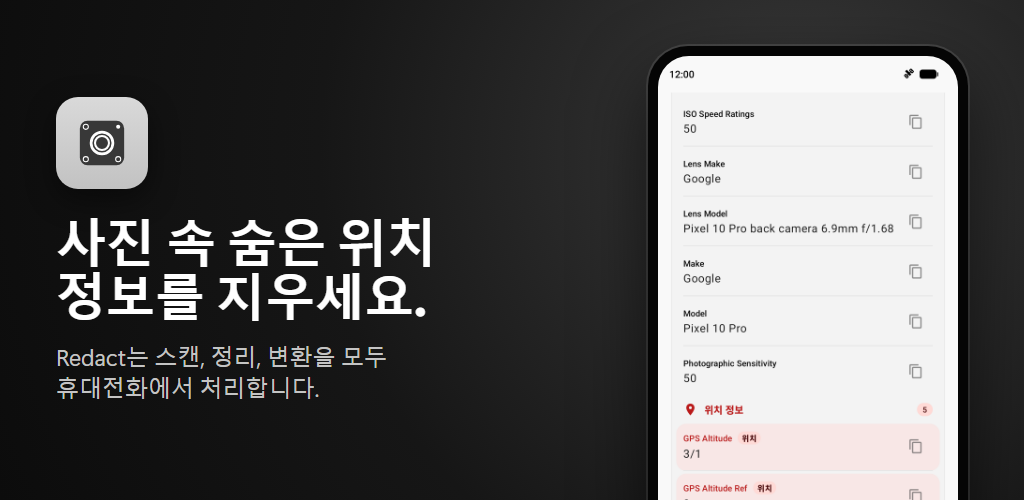 사진 속 숨은 위치
정보를 지우세요.
Redact는 스캔, 정리, 변환을 모두
휴대전화에서 처리합니다.
12:00
ISO Speed Ratings
50
Lens Make
Google
Lens Model
Pixel 10 Pro back camera 6.9mm f/1.68
Make
Google
Model
Pixel 10 Pro
Photographic Sensitivity
50
위치 정보 5
GPS Altitude 위치
3/1
GPS Altitude Ref 위치